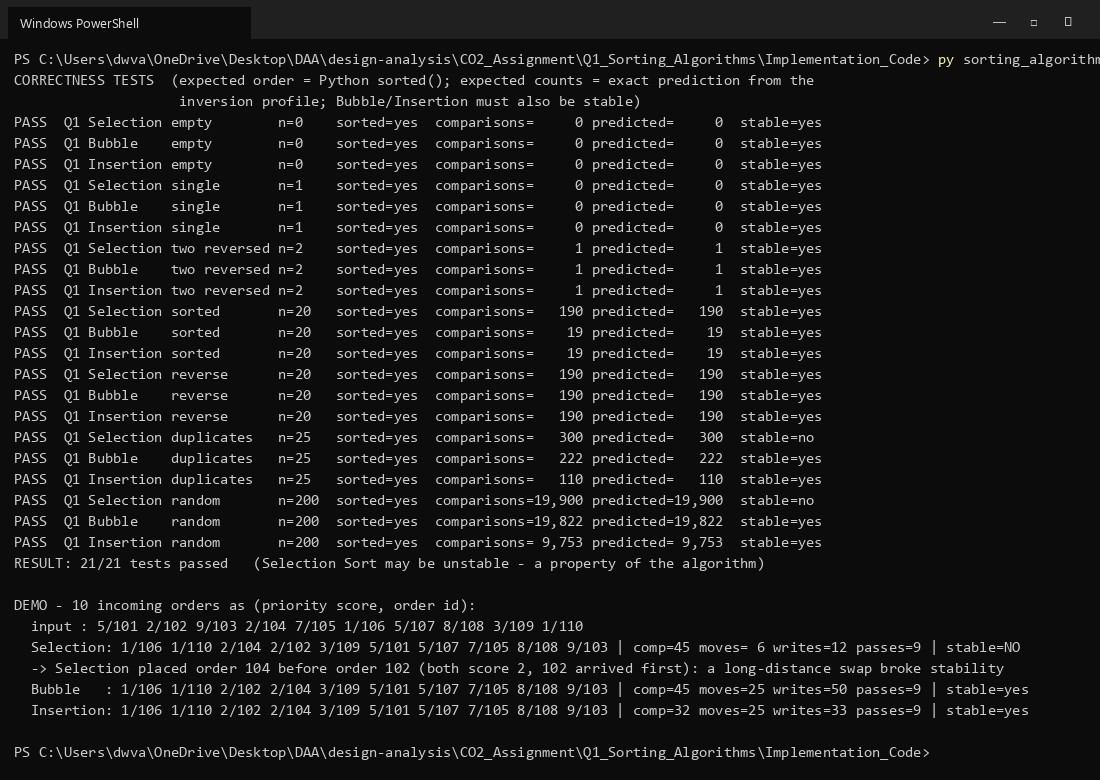 Windows PowerShell
PS C:\Users\dwva\OneDrive\Desktop\DAA\design-analysis\CO2_Assignment\Q1_Sorting_Algorithms\Implementation_Code> py sorting_algorithm
CORRECTNESS TESTS  (expected order = Python sorted(); expected counts = exact prediction from the
                    inversion profile; Bubble/Insertion must also be stable)
PASS  Q1 Selection empty        n=0    sorted=yes  comparisons=     0 predicted=     0  stable=yes
PASS  Q1 Bubble    empty        n=0    sorted=yes  comparisons=     0 predicted=     0  stable=yes
PASS  Q1 Insertion empty        n=0    sorted=yes  comparisons=     0 predicted=     0  stable=yes
PASS  Q1 Selection single       n=1    sorted=yes  comparisons=     0 predicted=     0  stable=yes
PASS  Q1 Bubble    single       n=1    sorted=yes  comparisons=     0 predicted=     0  stable=yes
PASS  Q1 Insertion single       n=1    sorted=yes  comparisons=     0 predicted=     0  stable=yes
PASS  Q1 Selection two reversed n=2    sorted=yes  comparisons=     1 predicted=     1  stable=yes
PASS  Q1 Bubble    two reversed n=2    sorted=yes  comparisons=     1 predicted=     1  stable=yes
PASS  Q1 Insertion two reversed n=2    sorted=yes  comparisons=     1 predicted=     1  stable=yes
PASS  Q1 Selection sorted       n=20   sorted=yes  comparisons=   190 predicted=   190  stable=yes
PASS  Q1 Bubble    sorted       n=20   sorted=yes  comparisons=    19 predicted=    19  stable=yes
PASS  Q1 Insertion sorted       n=20   sorted=yes  comparisons=    19 predicted=    19  stable=yes
PASS  Q1 Selection reverse      n=20   sorted=yes  comparisons=   190 predicted=   190  stable=yes
PASS  Q1 Bubble    reverse      n=20   sorted=yes  comparisons=   190 predicted=   190  stable=yes
PASS  Q1 Insertion reverse      n=20   sorted=yes  comparisons=   190 predicted=   190  stable=yes
PASS  Q1 Selection duplicates   n=25   sorted=yes  comparisons=   300 predicted=   300  stable=no
PASS  Q1 Bubble    duplicates   n=25   sorted=yes  comparisons=   222 predicted=   222  stable=yes
PASS  Q1 Insertion duplicates   n=25   sorted=yes  comparisons=   110 predicted=   110  stable=yes
PASS  Q1 Selection random       n=200  sorted=yes  comparisons=19,900 predicted=19,900  stable=no
PASS  Q1 Bubble    random       n=200  sorted=yes  comparisons=19,822 predicted=19,822  stable=yes
PASS  Q1 Insertion random       n=200  sorted=yes  comparisons= 9,753 predicted= 9,753  stable=yes
RESULT: 21/21 tests passed   (Selection Sort may be unstable - a property of the algorithm)
DEMO - 10 incoming orders as (priority score, order id):
  input : 5/101 2/102 9/103 2/104 7/105 1/106 5/107 8/108 3/109 1/110
  Selection: 1/106 1/110 2/104 2/102 3/109 5/101 5/107 7/105 8/108 9/103 | comp=45 moves= 6 writes=12 passes=9 | stable=NO
  -> Selection placed order 104 before order 102 (both score 2, 102 arrived first): a long-distance swap broke stability
  Bubble   : 1/106 1/110 2/102 2/104 3/109 5/101 5/107 7/105 8/108 9/103 | comp=45 moves=25 writes=50 passes=9 | stable=yes
  Insertion: 1/106 1/110 2/102 2/104 3/109 5/101 5/107 7/105 8/108 9/103 | comp=32 moves=25 writes=33 passes=9 | stable=yes
PS C:\Users\dwva\OneDrive\Desktop\DAA\design-analysis\CO2_Assignment\Q1_Sorting_Algorithms\Implementation_Code>